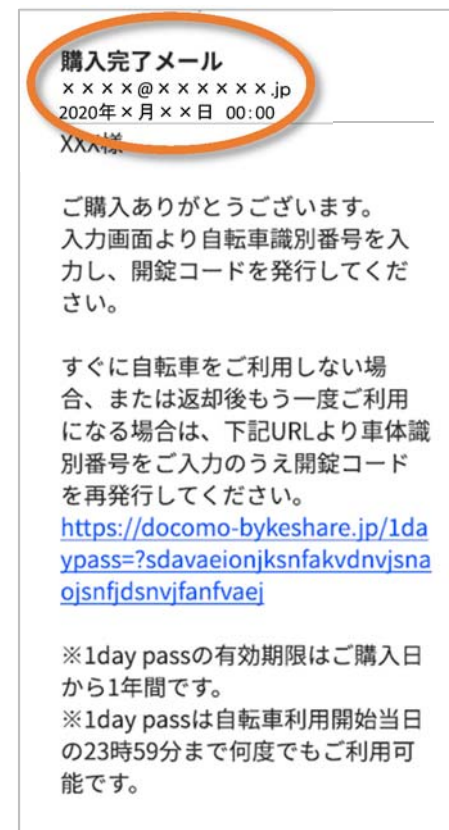 購入完了メール
××××@××××××.jp
2020年×月××日 00:00
XXX様
ご購入ありがとうございます。
入力画面より自転車識別番号を入
力し、開錠コードを発行してくだ
さい。
すぐに自転車をご利用しない場
合、または返却後もう一度ご利用
になる場合は、下記URLより車体識
別番号をご入力のうえ開錠コード
を再発行してください。
https://docomo-bykeshare.jp/1da
ypass=?sdavaeionjksnfakvdnvjsna
ojsnfjdsnvjfanfvaej
※1day passの有効期限はご購入日
から1年間です。
※1day passは自転車利用開始当日
の23時59分まで何度でもご利用可
能です。